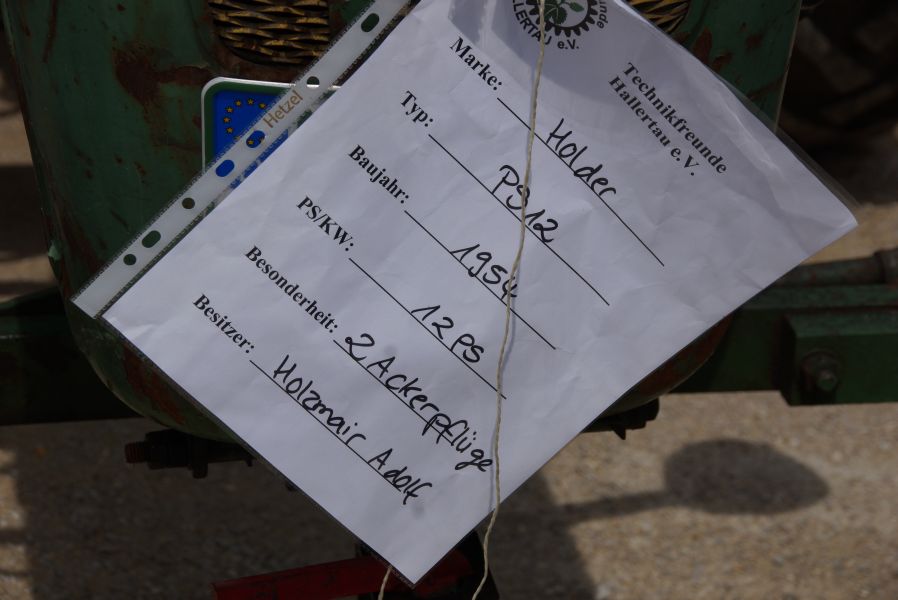 ALLERTAU e.V.
Technikfreunde
Hallertau e.V.
Marke: Holder
Typ: PS12
Baujahr: 1954
PS/KW: 12 PS
Besonderheit: 2 Ackerpflüge
Besitzer: Holzmair Adolf
Hetzel